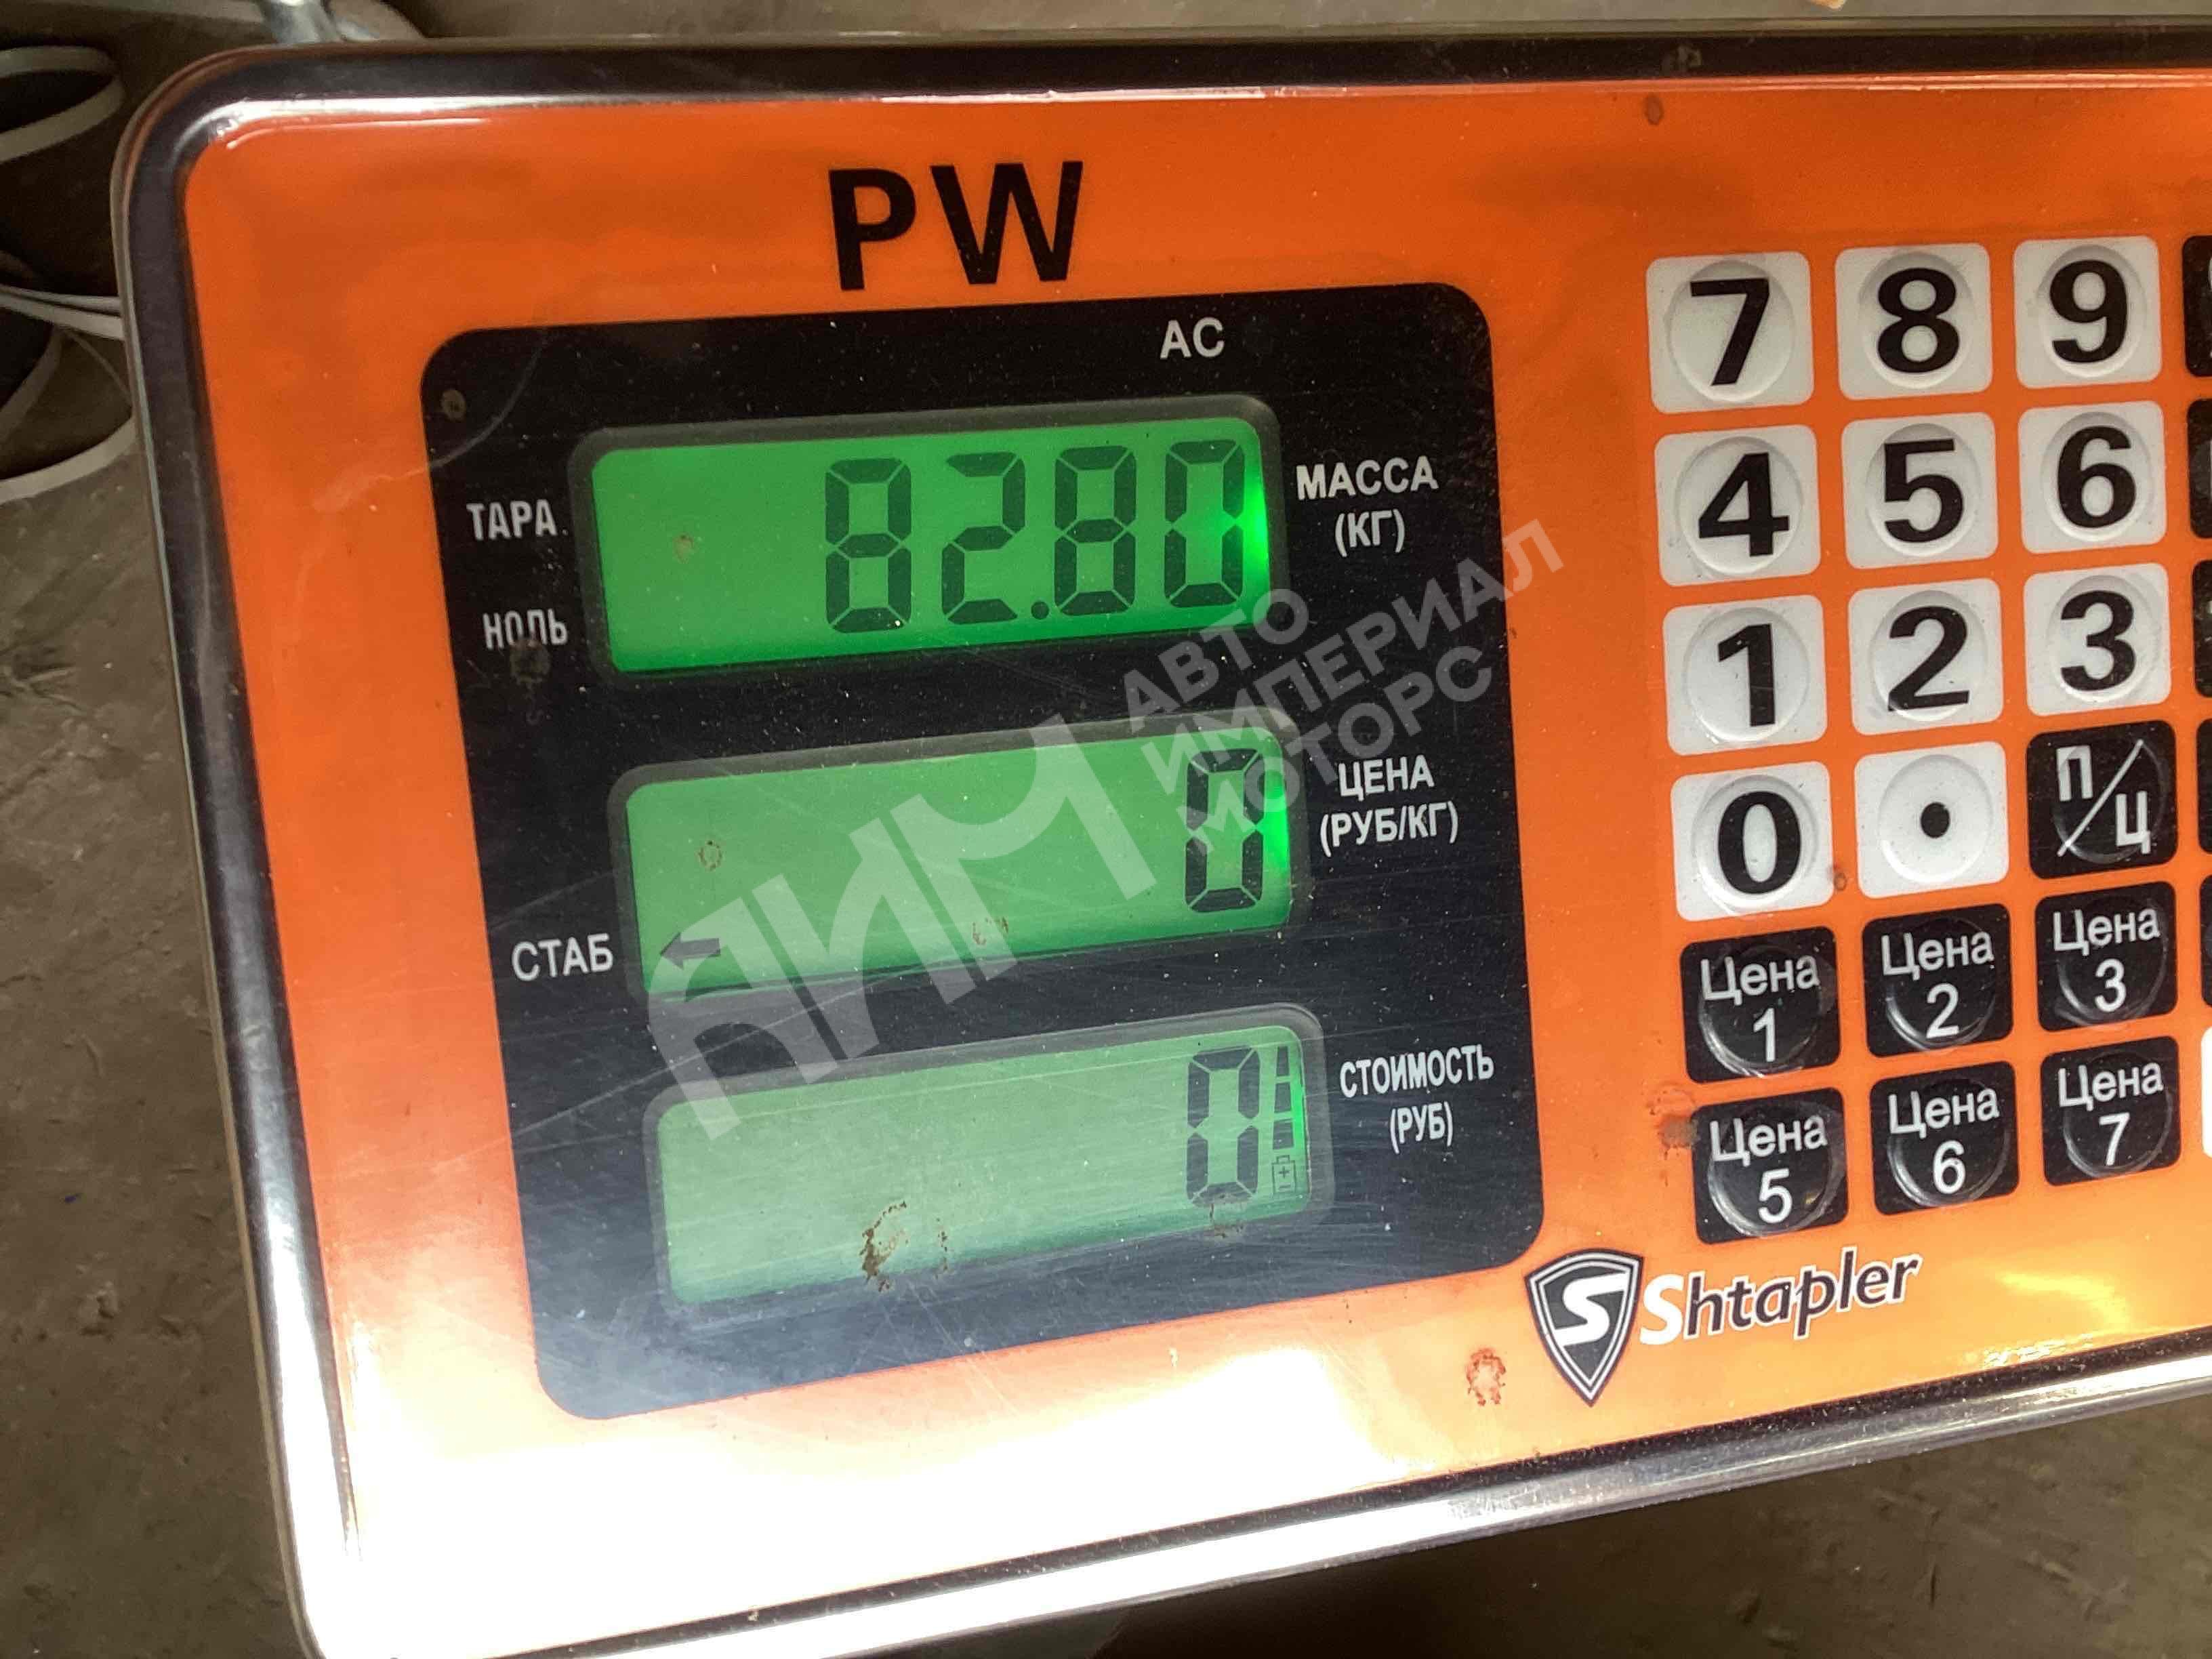 PW
AC
ТАРА
82.80
МАССА
(КГ)
НОЛЬ
0
ЦЕНА
(РУБ/КГ)
СТАБ
0
СТОИМОСТЬ
(РУБ)
7 8 9
4 5 6
1 2 3
0 • П/Ц
Цена 1
Цена 2
Цена 3
Цена 5
Цена 6
Цена 7
Shtapler
АИМ
АВТО
ИМПЕРИАЛ
МОТОРС